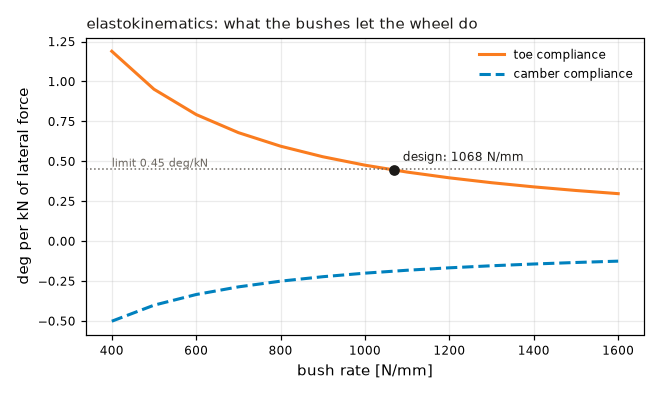 elastokinematics: what the bushes let the wheel do
deg per kN of lateral force
1.25
1.00
0.75
0.50
0.25
0.00
−0.25
−0.50
toe compliance
camber compliance
design: 1068 N/mm
limit 0.45 deg/kN
400
600
800
1000
1200
1400
1600
bush rate [N/mm]